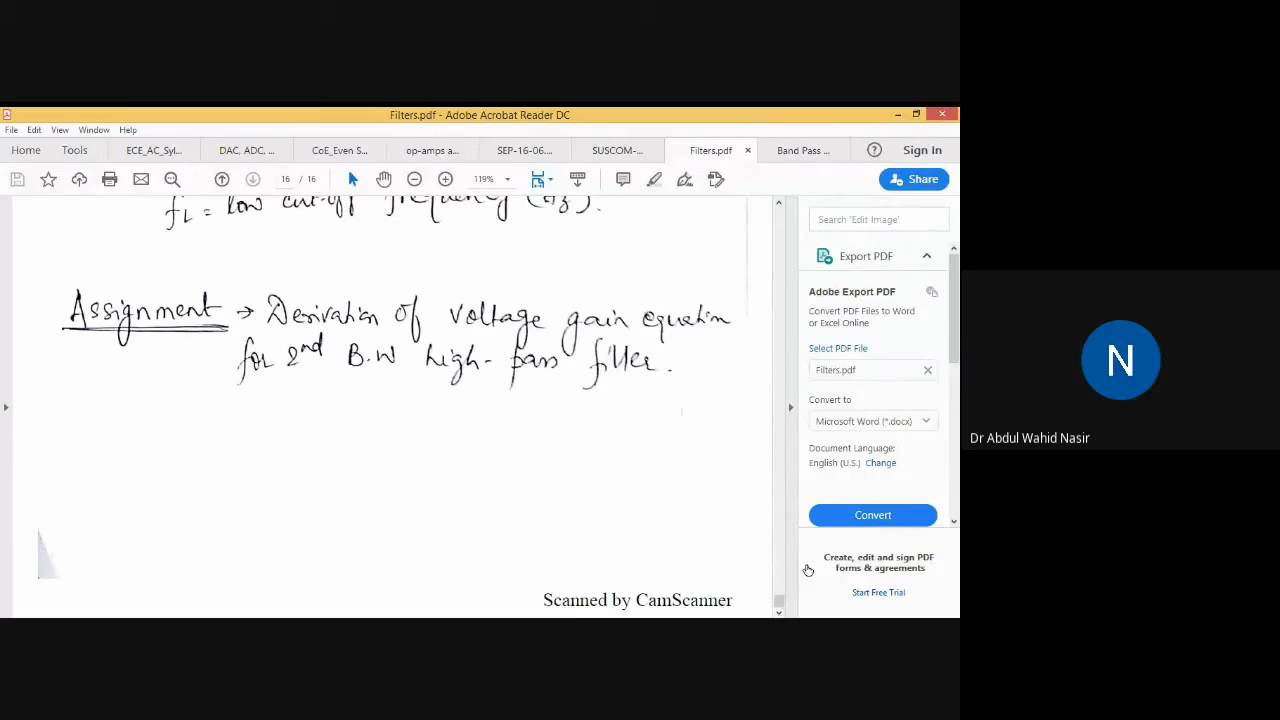 Filters.pdf - Adobe Acrobat Reader DC
File Edit View Window Help
Home Tools ECE_AC_Syl... DAC, ADC, ... CoE_Even S... op-amps a... SEP-16-06.... SUSCOM-... Filters.pdf Band Pass ... Sign In
16 / 16 119% Share
fL = low cut-off frequency (Hz).
Assignment → Derivation of voltage gain equation
for 2nd B.W high-pass filter.
Scanned by CamScanner
Search 'Edit Image'
Export PDF
Adobe Export PDF
Convert PDF Files to Word
or Excel Online
Select PDF File
Filters.pdf
Convert to
Microsoft Word (*.docx)
Document Language:
English (U.S.) Change
Convert
Create, edit and sign PDF
forms & agreements
Start Free Trial
N
Dr Abdul Wahid Nasir